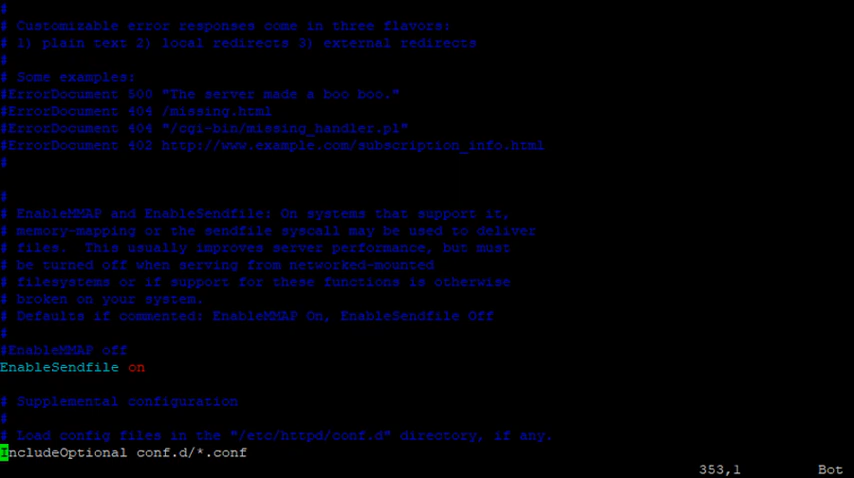 #
# Customizable error responses come in three flavors:
# 1) plain text 2) local redirects 3) external redirects
#
# Some examples:
#ErrorDocument 500 "The server made a boo boo."
#ErrorDocument 404 /missing.html
#ErrorDocument 404 "/cgi-bin/missing_handler.pl"
#ErrorDocument 402 http://www.example.com/subscription_info.html
#
#
# EnableMMAP and EnableSendfile: On systems that support it,
# memory-mapping or the sendfile syscall may be used to deliver
# files.  This usually improves server performance, but must
# be turned off when serving from networked-mounted
# filesystems or if support for these functions is otherwise
# broken on your system.
# Defaults if commented: EnableMMAP On, EnableSendfile Off
#
#EnableMMAP off
EnableSendfile on
# Supplemental configuration
#
# Load config files in the "/etc/httpd/conf.d" directory, if any.
IncludeOptional conf.d/*.conf
353,1 Bot